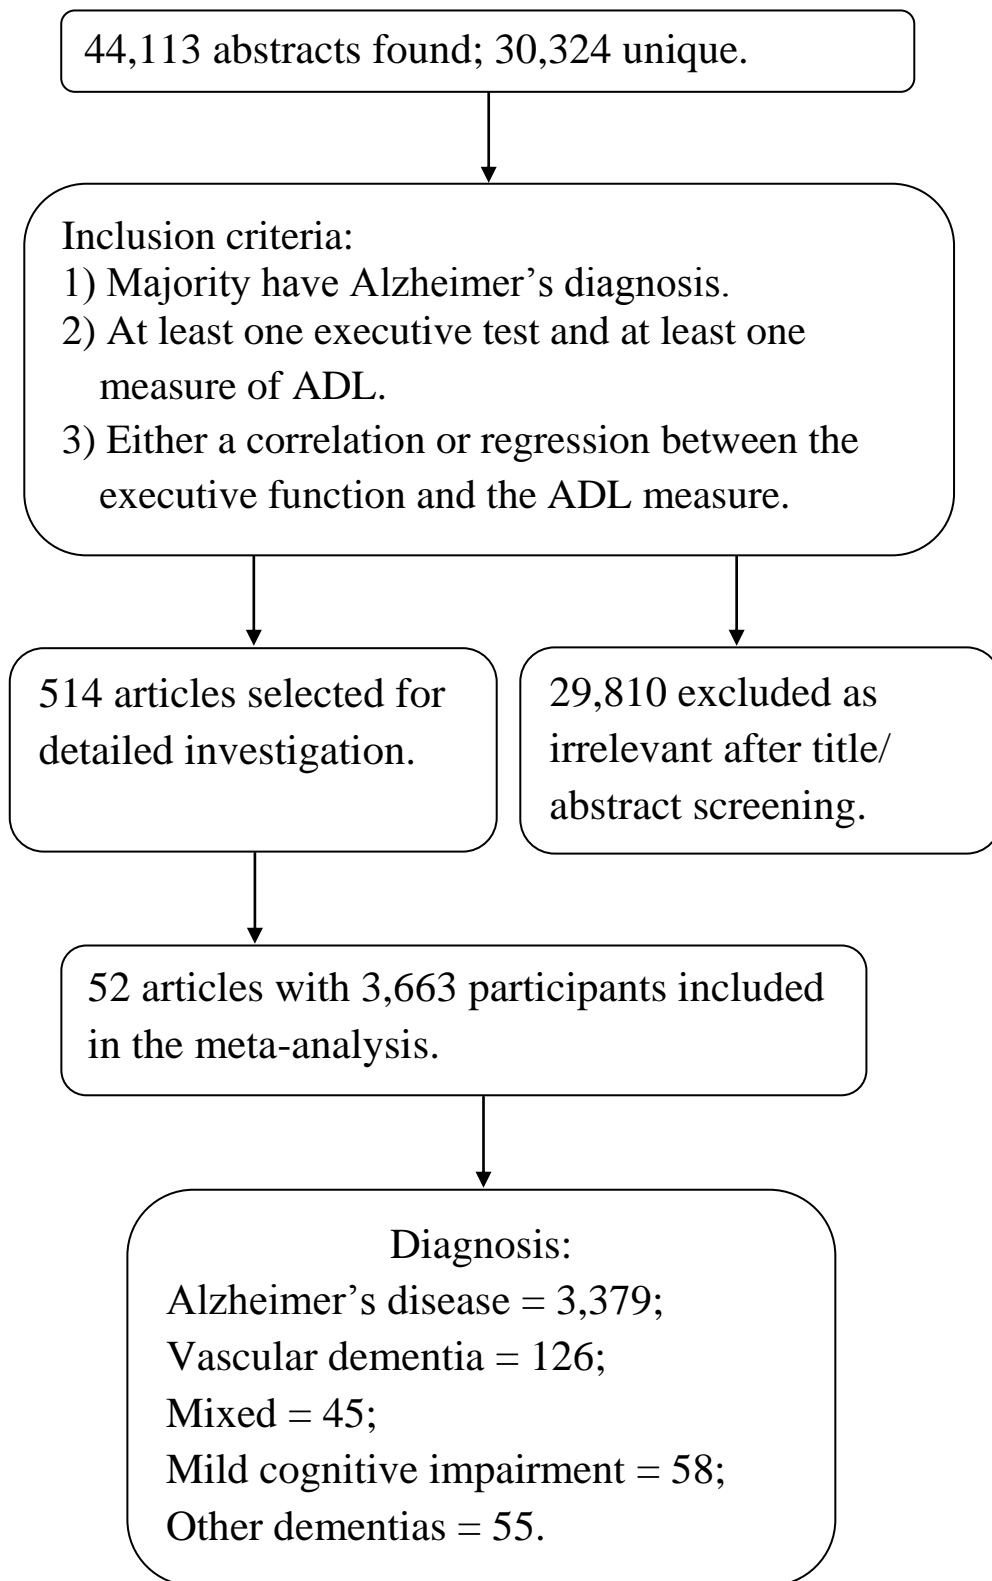 44,113 abstracts found; 30,324 unique.
Inclusion criteria:
1) Majority have Alzheimer’s diagnosis.
2) At least one executive test and at least one
measure of ADL.
3) Either a correlation or regression between the
executive function and the ADL measure.
514 articles selected for
detailed investigation.
29,810 excluded as
irrelevant after title/
abstract screening.
52 articles with 3,663 participants included
in the meta-analysis.
Diagnosis:
Alzheimer’s disease = 3,379;
Vascular dementia = 126;
Mixed = 45;
Mild cognitive impairment = 58;
Other dementias = 55.